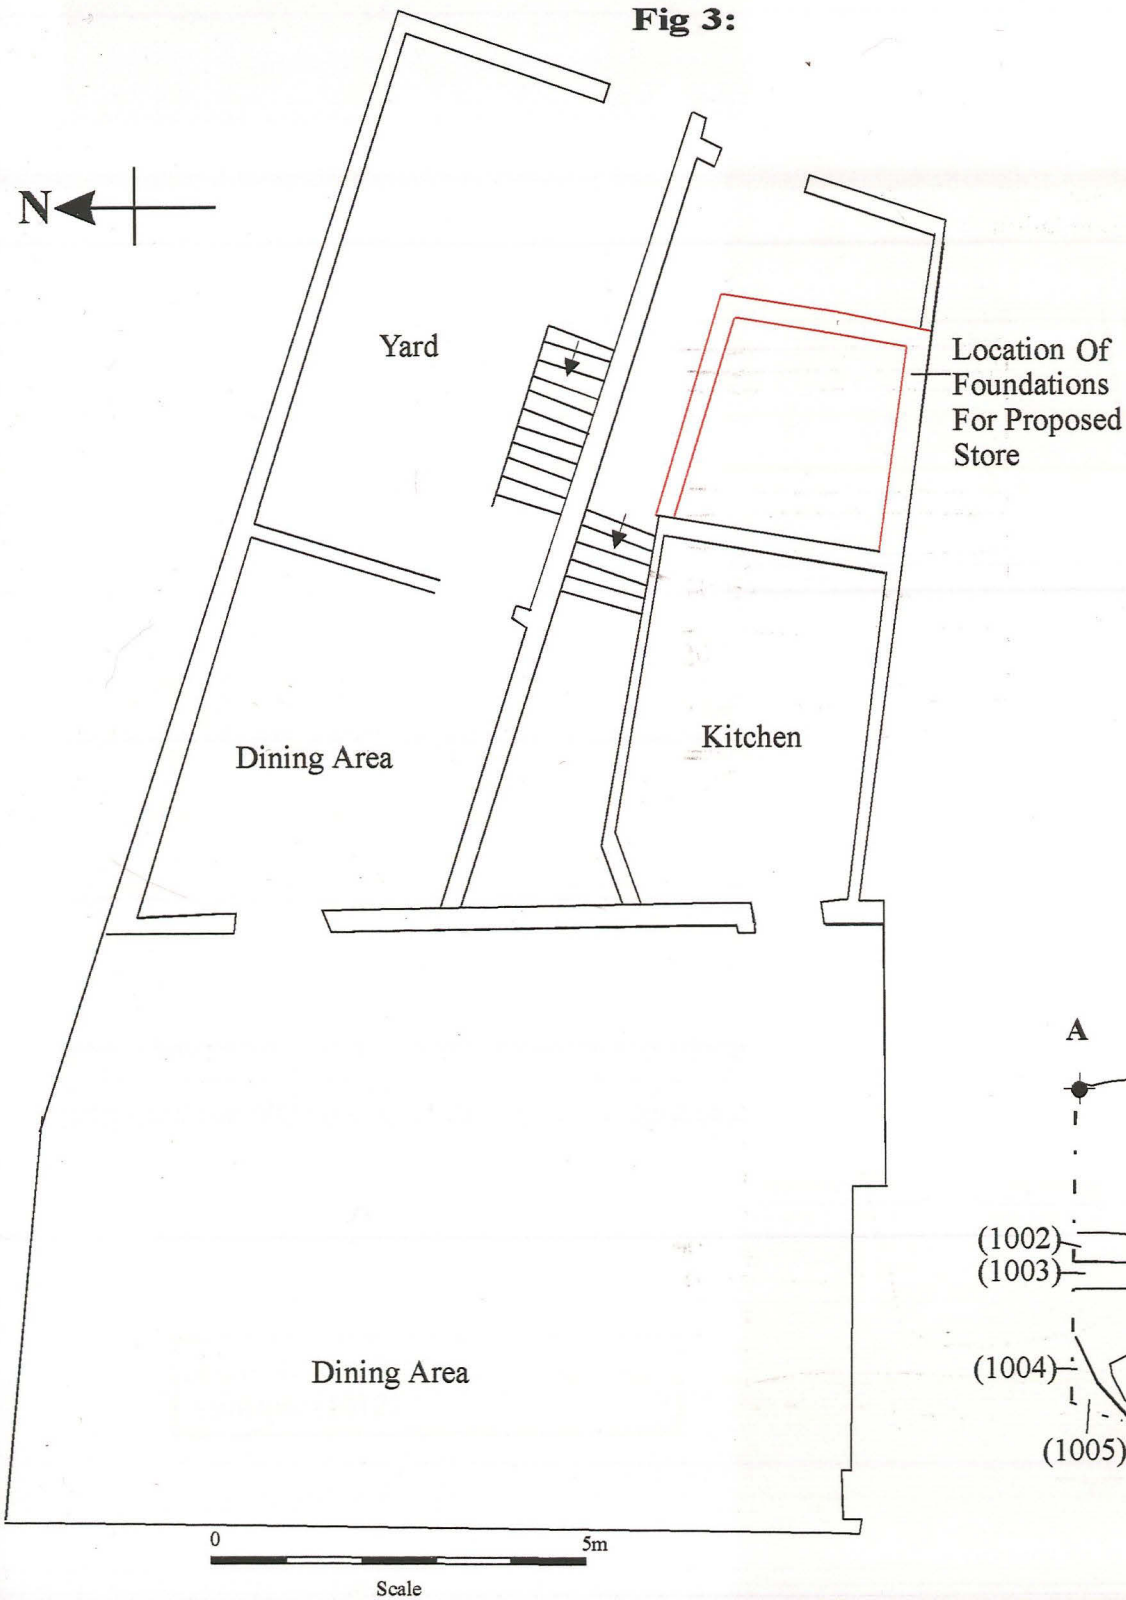 Fig 3:
N
Yard
Location Of
Foundations
For Proposed
Store
Kitchen
Dining Area
A
(1002)
(1003)
(1004)
(1005)
Dining Area
0 5m
Scale